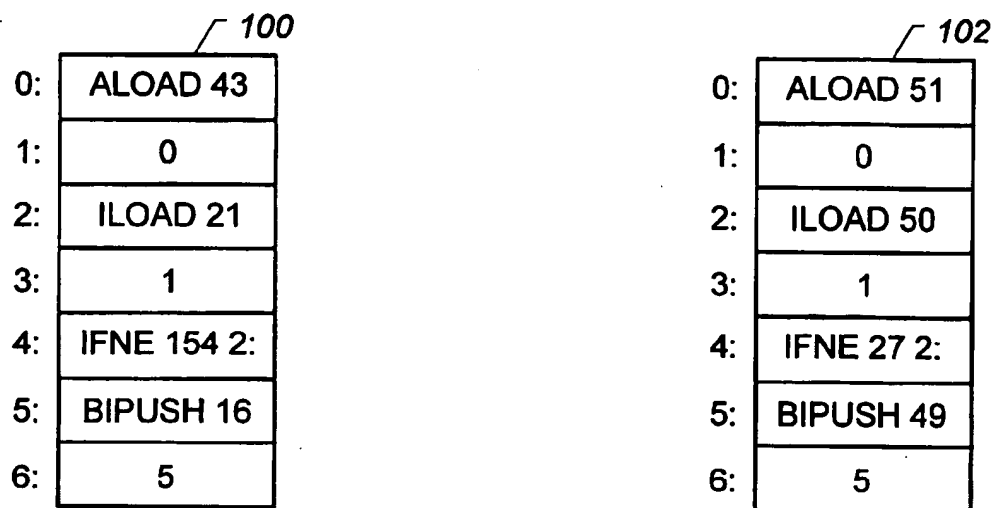 100
0: ALOAD 43
1: 0
2: ILOAD 21
3: 1
4: IFNE 154 2:
5: BIPUSH 16
6: 5
102
0: ALOAD 51
1: 0
2: ILOAD 50
3: 1
4: IFNE 27 2:
5: BIPUSH 49
6: 5